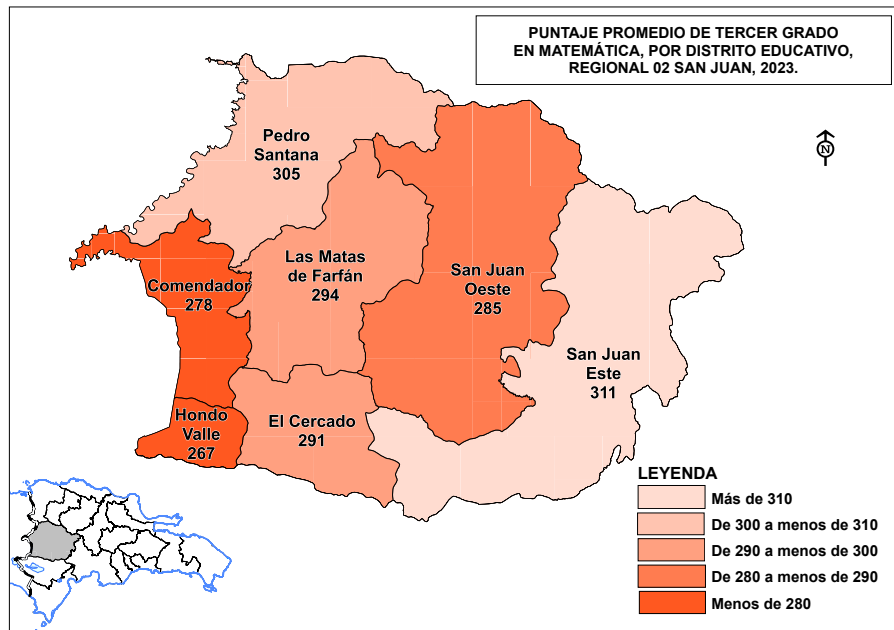 PUNTAJE PROMEDIO DE TERCER GRADO
EN MATEMÁTICA, POR DISTRITO EDUCATIVO,
REGIONAL 02 SAN JUAN, 2023.
N
Pedro
Santana
305
Las Matas
de Farfán
294
San Juan
Oeste
285
Comendador
278
San Juan
Este
311
Hondo
Valle
267
El Cercado
291
LEYENDA
Más de 310
De 300 a menos de 310
De 290 a menos de 300
De 280 a menos de 290
Menos de 280